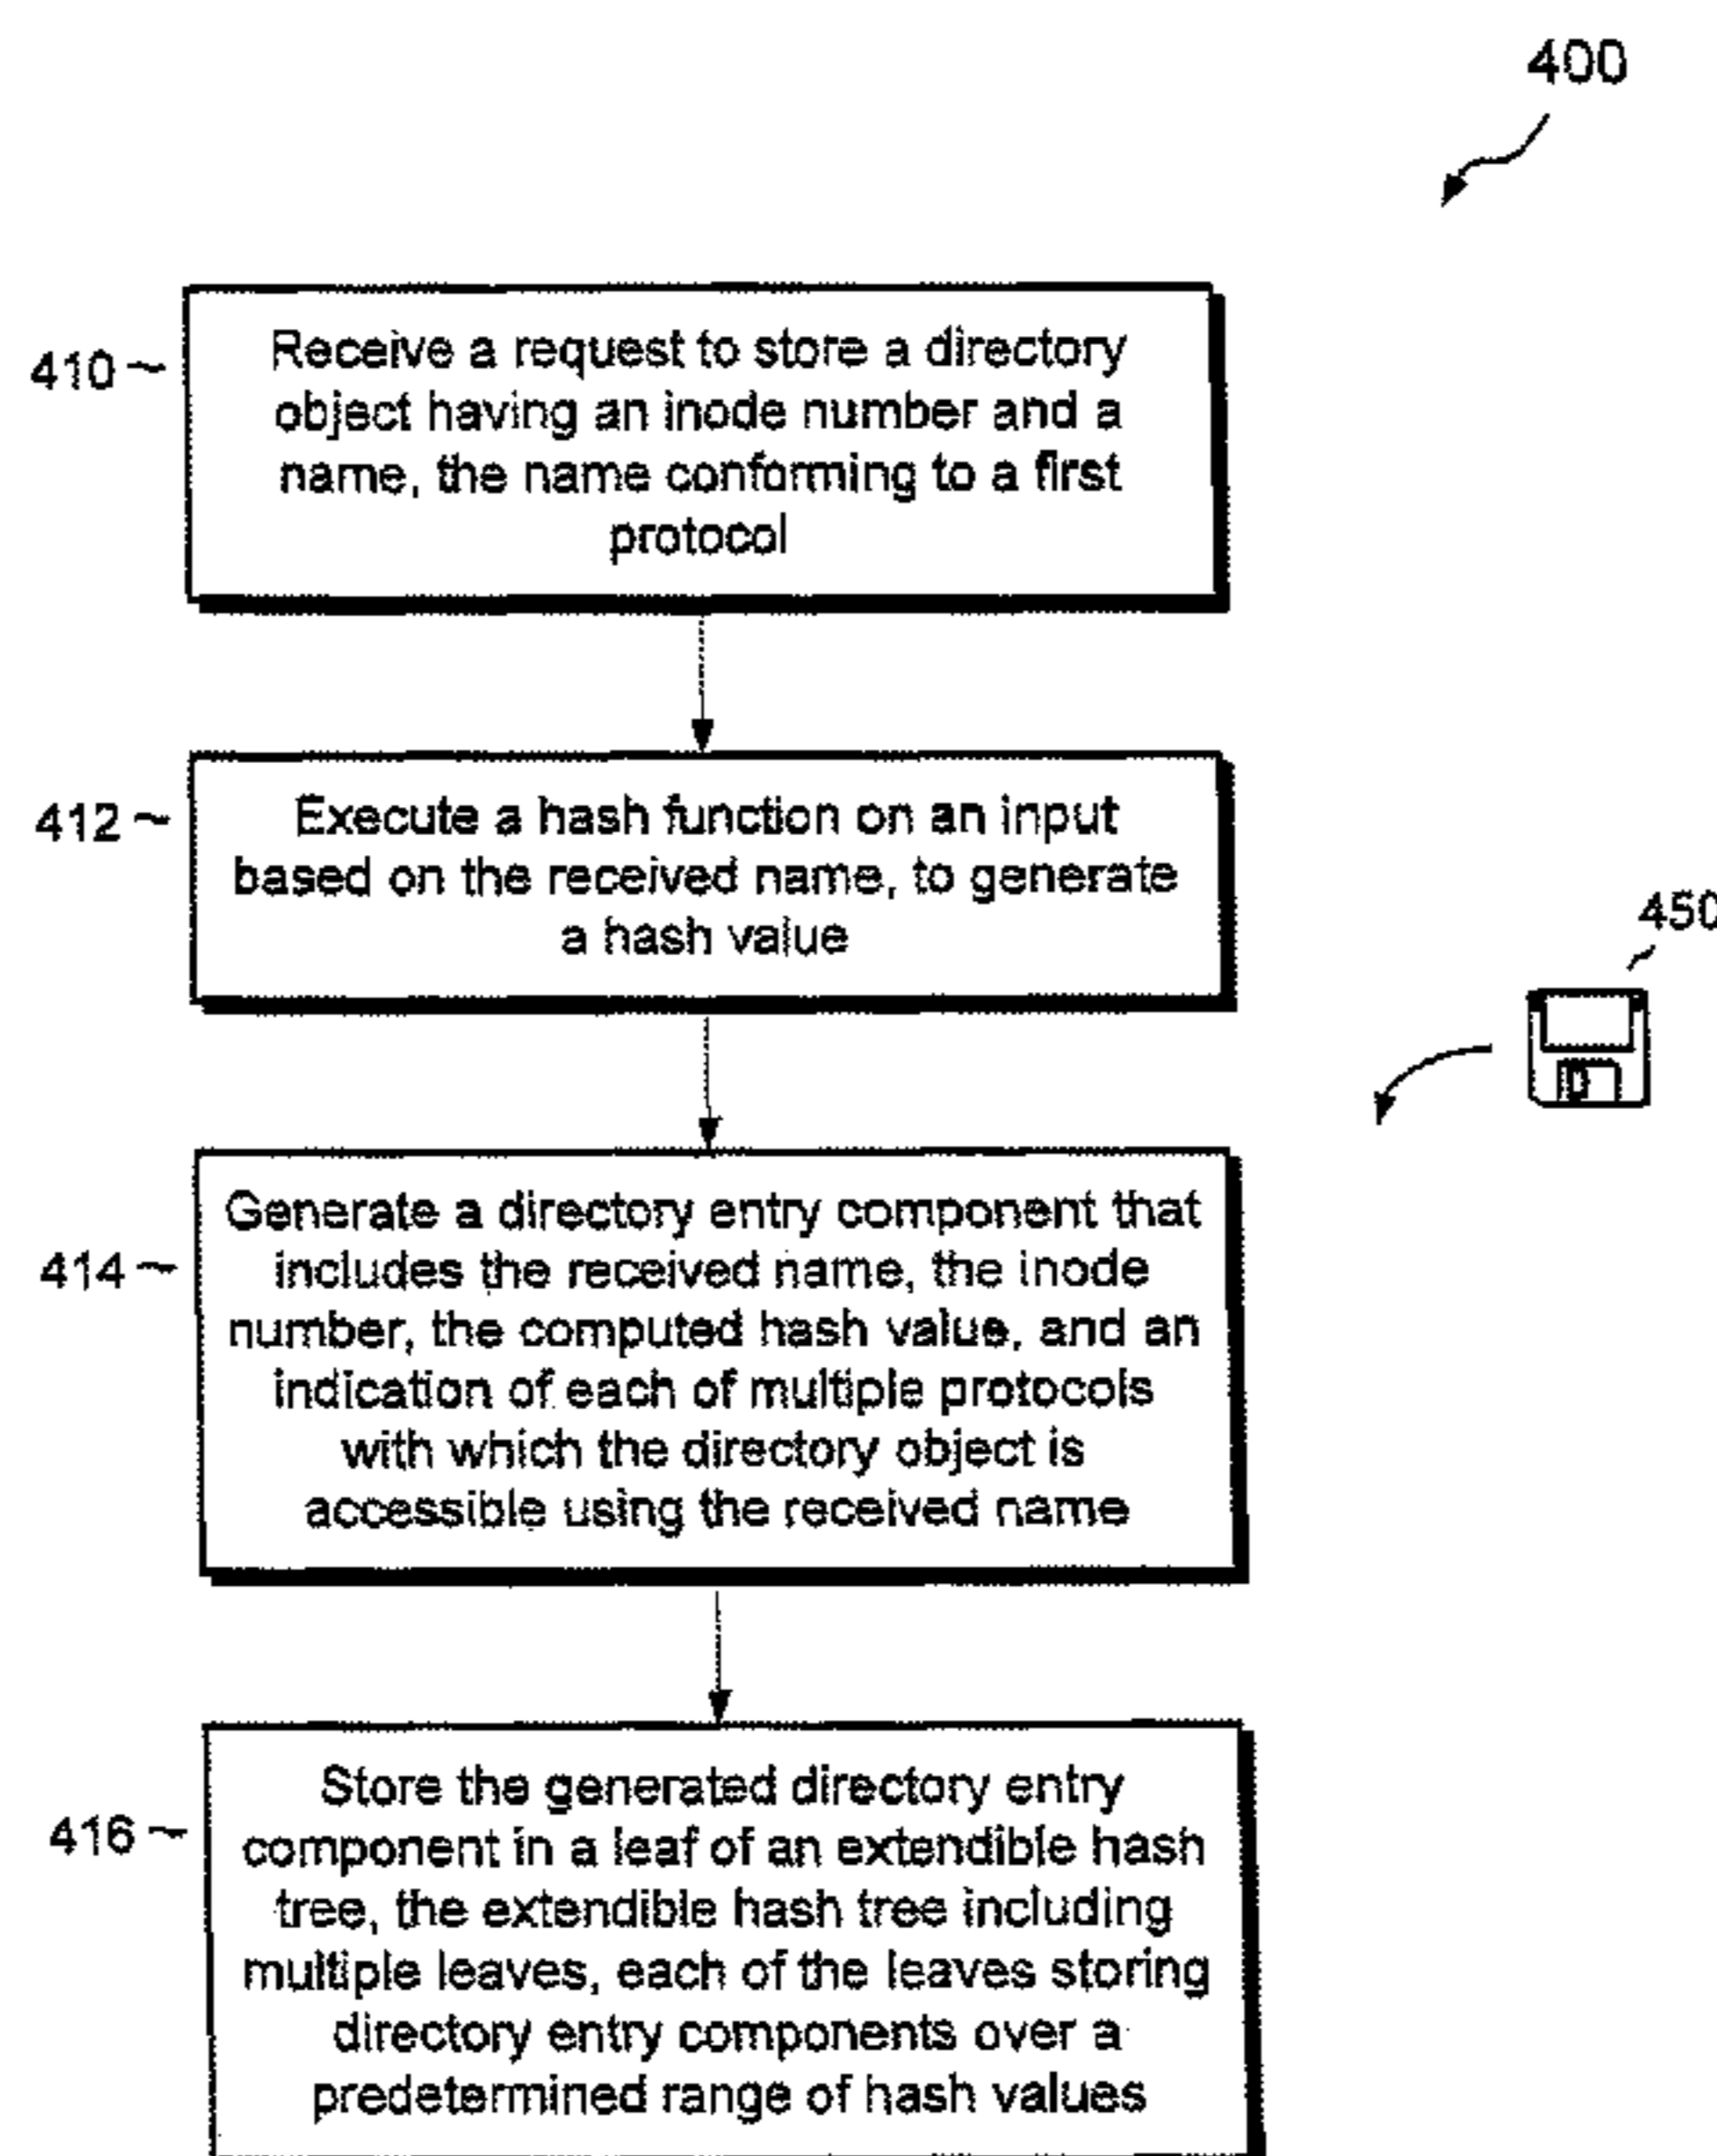 400
410
Receive a request to store a directory
object having an inode number and a
name, the name conforming to a first
protocol
412
Execute a hash function on an input
based on the received name, to generate
a hash value
450
414
Generate a directory entry component that
includes the received name, the inode
number, the computed hash value, and an
indication of each of multiple protocols
with which the directory object is
accessible using the received name
416
Store the generated directory entry
component in a leaf of an extendible hash
tree, the extendible hash tree including
multiple leaves, each of the leaves storing
directory entry components over a
predetermined range of hash values